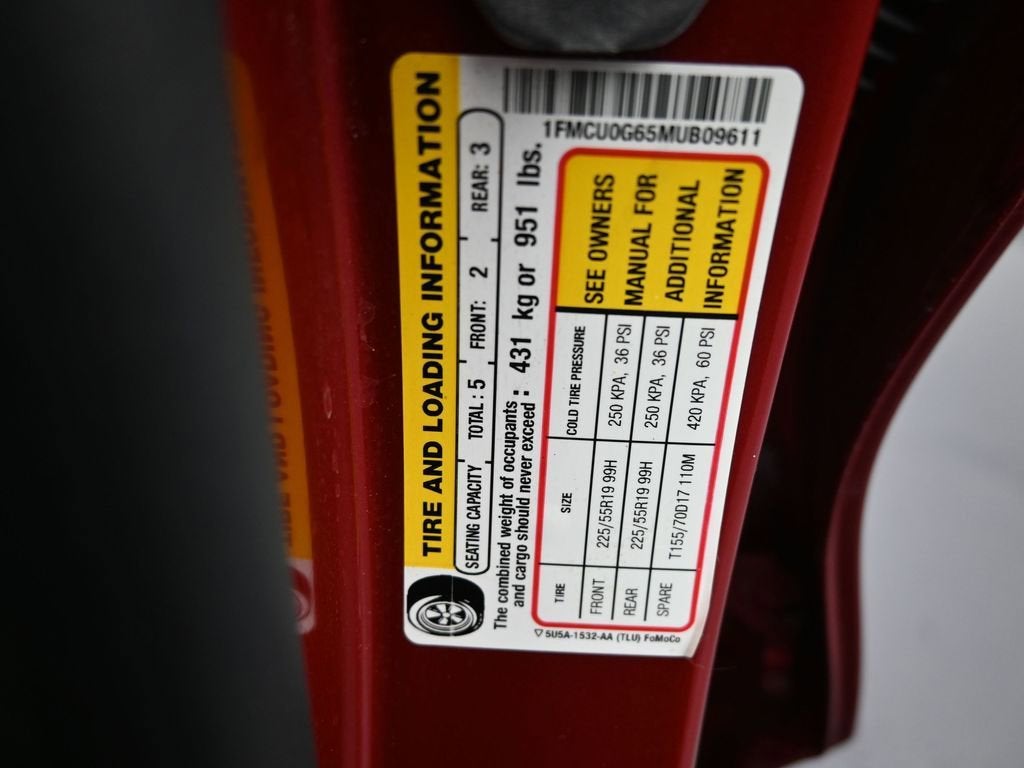 TIRE AND LOADING INFORMATION
SEATING CAPACITY TOTAL : 5 FRONT: 2 REAR: 3
The combined weight of occupants
and cargo should never exceed : 431 kg or 951 lbs.
TIRE SIZE COLD TIRE PRESSURE
FRONT 225/55R19 99H 250 KPA, 36 PSI
REAR 225/55R19 99H 250 KPA, 36 PSI
SPARE T155/70D17 110M 420 KPA, 60 PSI
SEE OWNERS
MANUAL FOR
ADDITIONAL
INFORMATION
5U5A-1532-AA (TLU) FoMoCo
1FMCU0G65MUB09611